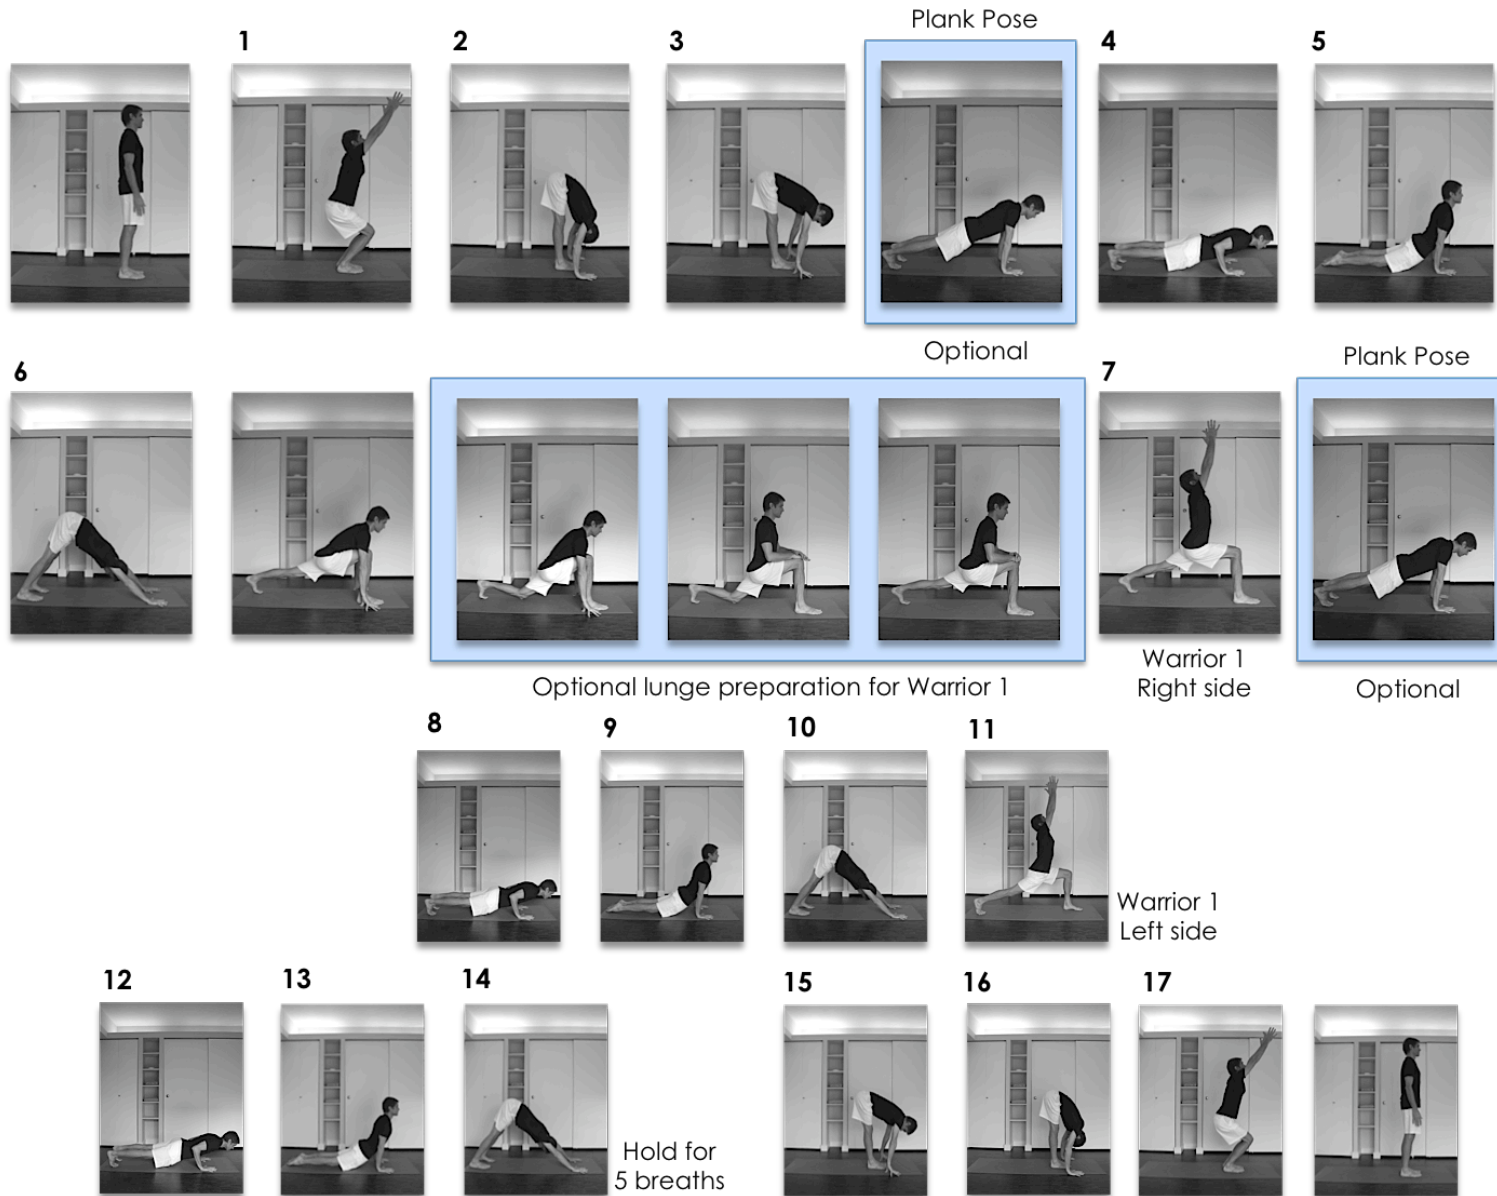 Plank Pose
1
2
3
4
5
Optional
6
7
Plank Pose
Optional lunge preparation for Warrior 1
Warrior 1
Right side
Optional
8
9
10
11
Warrior 1
Left side
12
13
14
15
16
17
Hold for
5 breaths